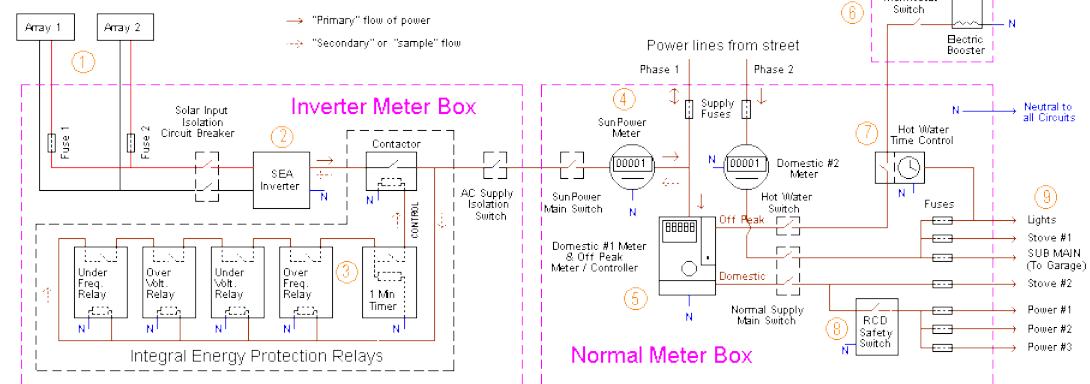 Array 1
Array 2
1
"Primary" flow of power
"Secondary" or "sample" flow
Power lines from street
Phase 1
Phase 2
6
Switch
N
Electric
Booster
Inverter Meter Box
Solar Input
Isolation
Circuit Breaker
Fuse 1
Fuse 2
2
SEA
Inverter
N
Contactor
N
CONTROL
AC Supply
Isolation
Switch
3
Under
Freq.
Relay
N
Over
Volt.
Relay
N
Under
Volt.
Relay
N
Over
Freq.
Relay
N
1 Min
Timer
N
Integral Energy Protection Relays
4
SunPower
Meter
00001
N
Supply
Fuses
SunPower
Main Switch
N
00001
Domestic #2
Meter
Hot Water
Switch
Off Peak
88888
Domestic #1 Meter
& Off Peak
Meter / Controller
5
Domestic
N
Normal Supply
Main Switch
Normal Meter Box
N
Neutral to
all Circuits
7
Hot Water
Time Control
N
Fuses
9
Lights
Stove #1
SUB MAIN
(To Garage)
Stove #2
8
RCD
Safety
Switch
N
Power #1
Power #2
Power #3